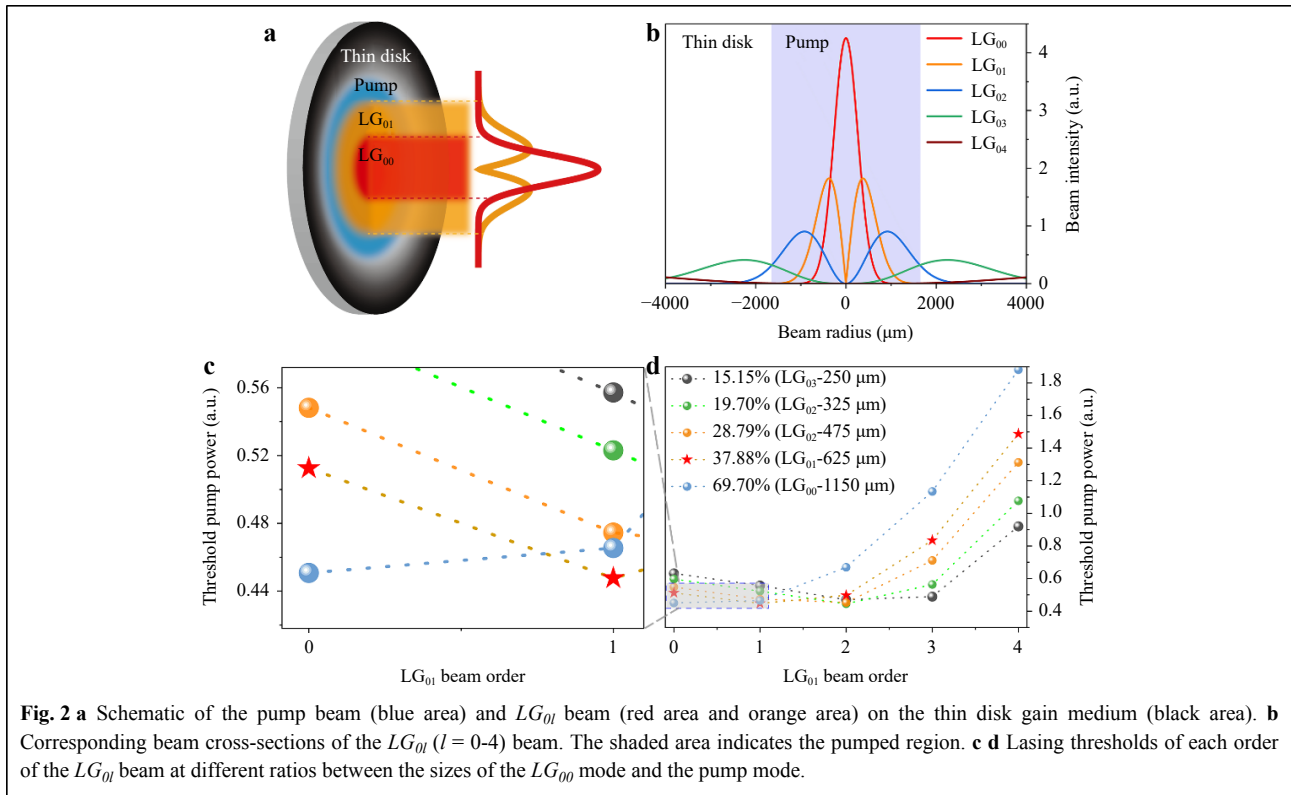 a
Thin disk
Pump
LG01
LG00
b
Thin disk Pump
LG00
LG01
LG02
LG03
LG04
4
3
2
1
0
Beam intensity (a.u.)
−4000 −2000 0 2000 4000
Beam radius (μm)
c
0.56
0.52
0.48
0.44
Threshold pump power (a.u.)
0 1
LG01 beam order
d
15.15% (LG03-250 μm)
19.70% (LG02-325 μm)
28.79% (LG02-475 μm)
37.88% (LG01-625 μm)
69.70% (LG00-1150 μm)
1.8
1.7
1.6
1.4
1.2
1.0
0.8
0.6
0.4
Threshold pump power (a.u.)
0 1 2 3 4
LG01 beam order
Fig. 2 a Schematic of the pump beam (blue area) and LG0l beam (red area and orange area) on the thin disk gain medium (black area). b
Corresponding beam cross-sections of the LG0l (l = 0-4) beam. The shaded area indicates the pumped region. c d Lasing thresholds of each order
of the LG0l beam at different ratios between the sizes of the LG00 mode and the pump mode.